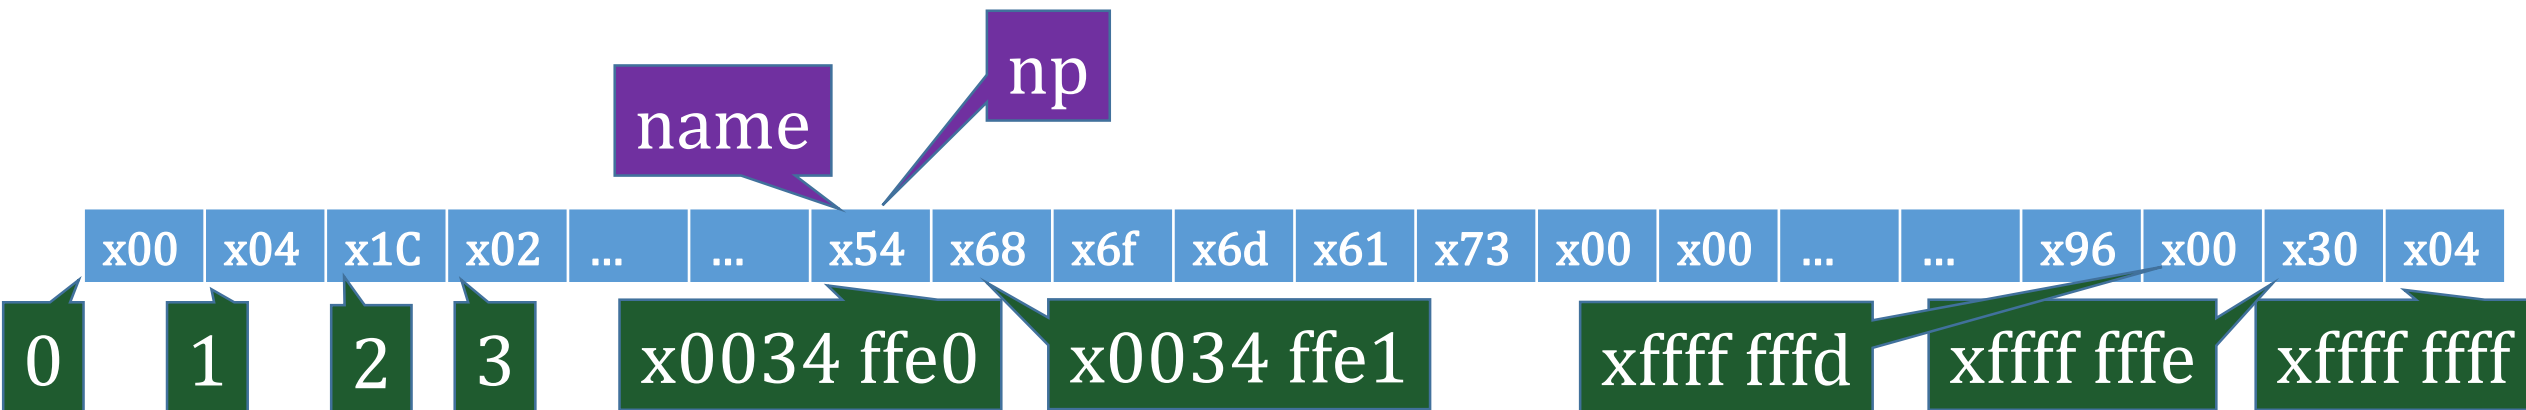 np
name
x00 x04 x1C x02 ... ... x54 x68 x6f x6d x61 x73 x00 x00 ... ... x96 x00 x30 x04
0 1 2 3 x0034 ffe0 x0034 ffe1 xffff fffd xffff fffe xffff ffff